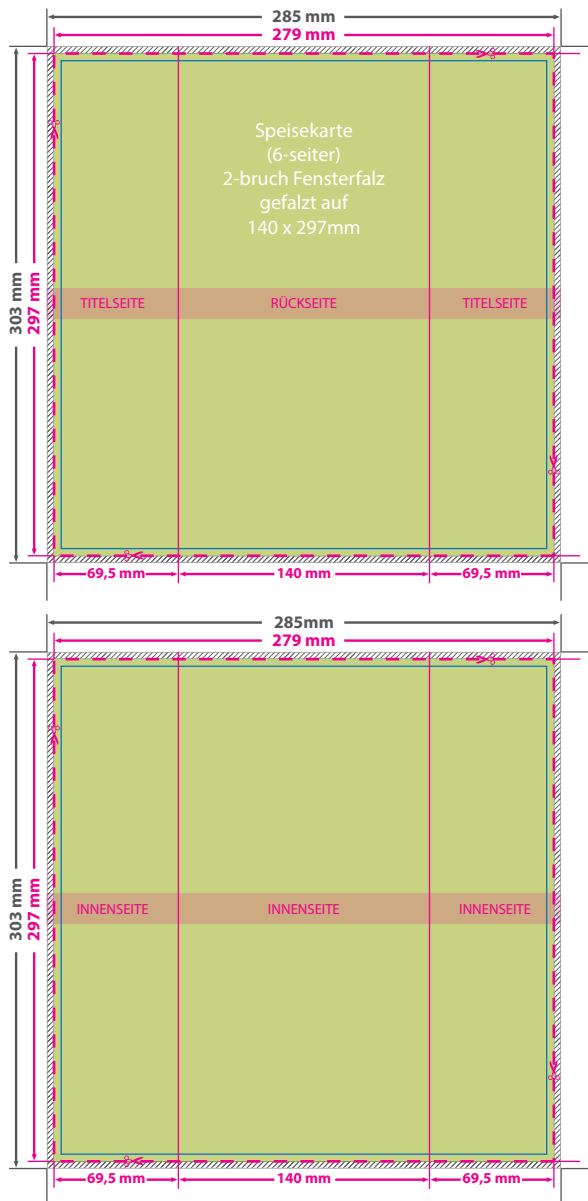 285 mm
279 mm
Speisekarte
(6-seiter)
2-bruch Fensterfalz
gefalzt auf
140 x 297mm
303 mm
297 mm
TITELSEITE
RÜCKSEITE
TITELSEITE
69,5 mm
140 mm
69,5 mm
285mm
279 mm
303 mm
297 mm
INNENSEITE
INNENSEITE
INNENSEITE
69,5 mm
140 mm
69,5 mm